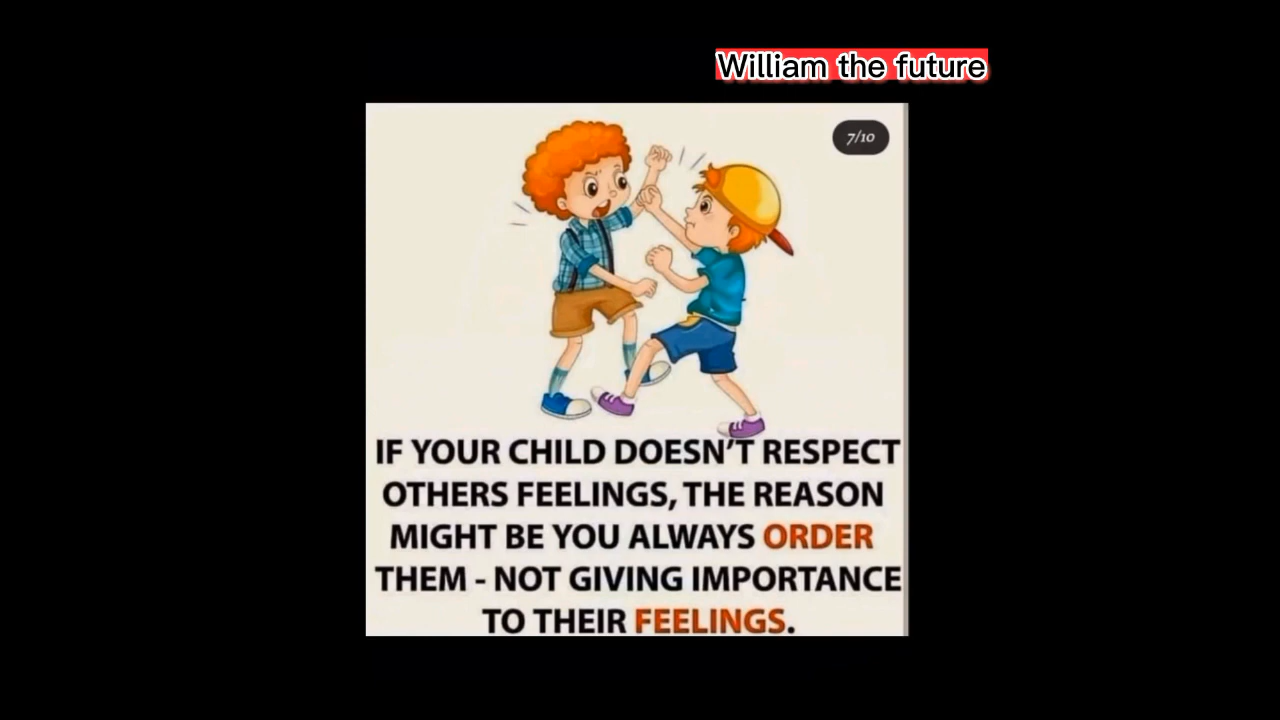 William the future
7/10
IF YOUR CHILD DOESN'T RESPECT
OTHERS FEELINGS, THE REASON
MIGHT BE YOU ALWAYS ORDER
THEM - NOT GIVING IMPORTANCE
TO THEIR FEELINGS.